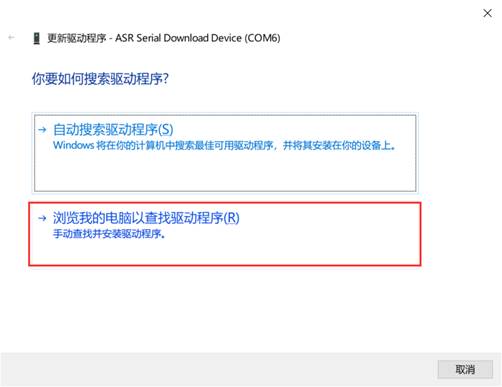 更新驱动程序 - ASR Serial Download Device (COM6)
你要如何搜索驱动程序?
自动搜索驱动程序(S)
Windows 将在你的计算机中搜索最佳可用驱动程序，并将其安装在你的设备上。
浏览我的电脑以查找驱动程序(R)
手动查找并安装驱动程序。
取消